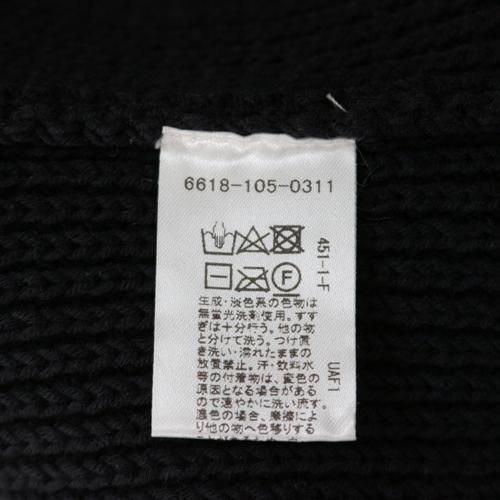 6618-105-0311
451-1-F
F
生成・淡色系の色物は
無蛍光洗剤使用。すす
ぎは十分行う。他の物
と分けて洗う。つけ置
き洗い・濡れたままの
放置禁止。汗・飲料水
等の付着物は、変色の
原因となる場合がある
ので速やかに洗い流す。
濃色の場合、摩擦によ
り他の物へ色移りする
UAF1